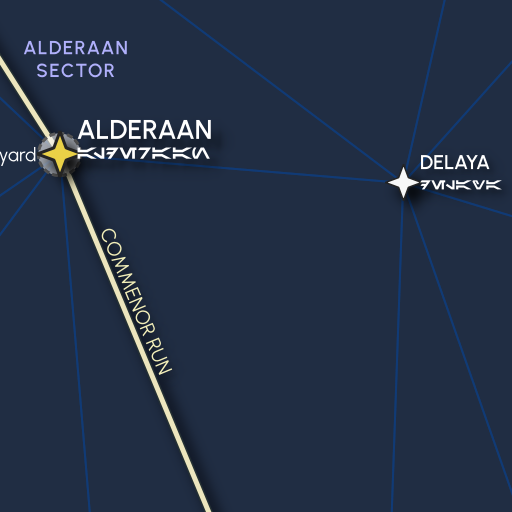 ALDERAAN
SECTOR
ALDERAAN
yard
DELAYA
COMMENOR RUN